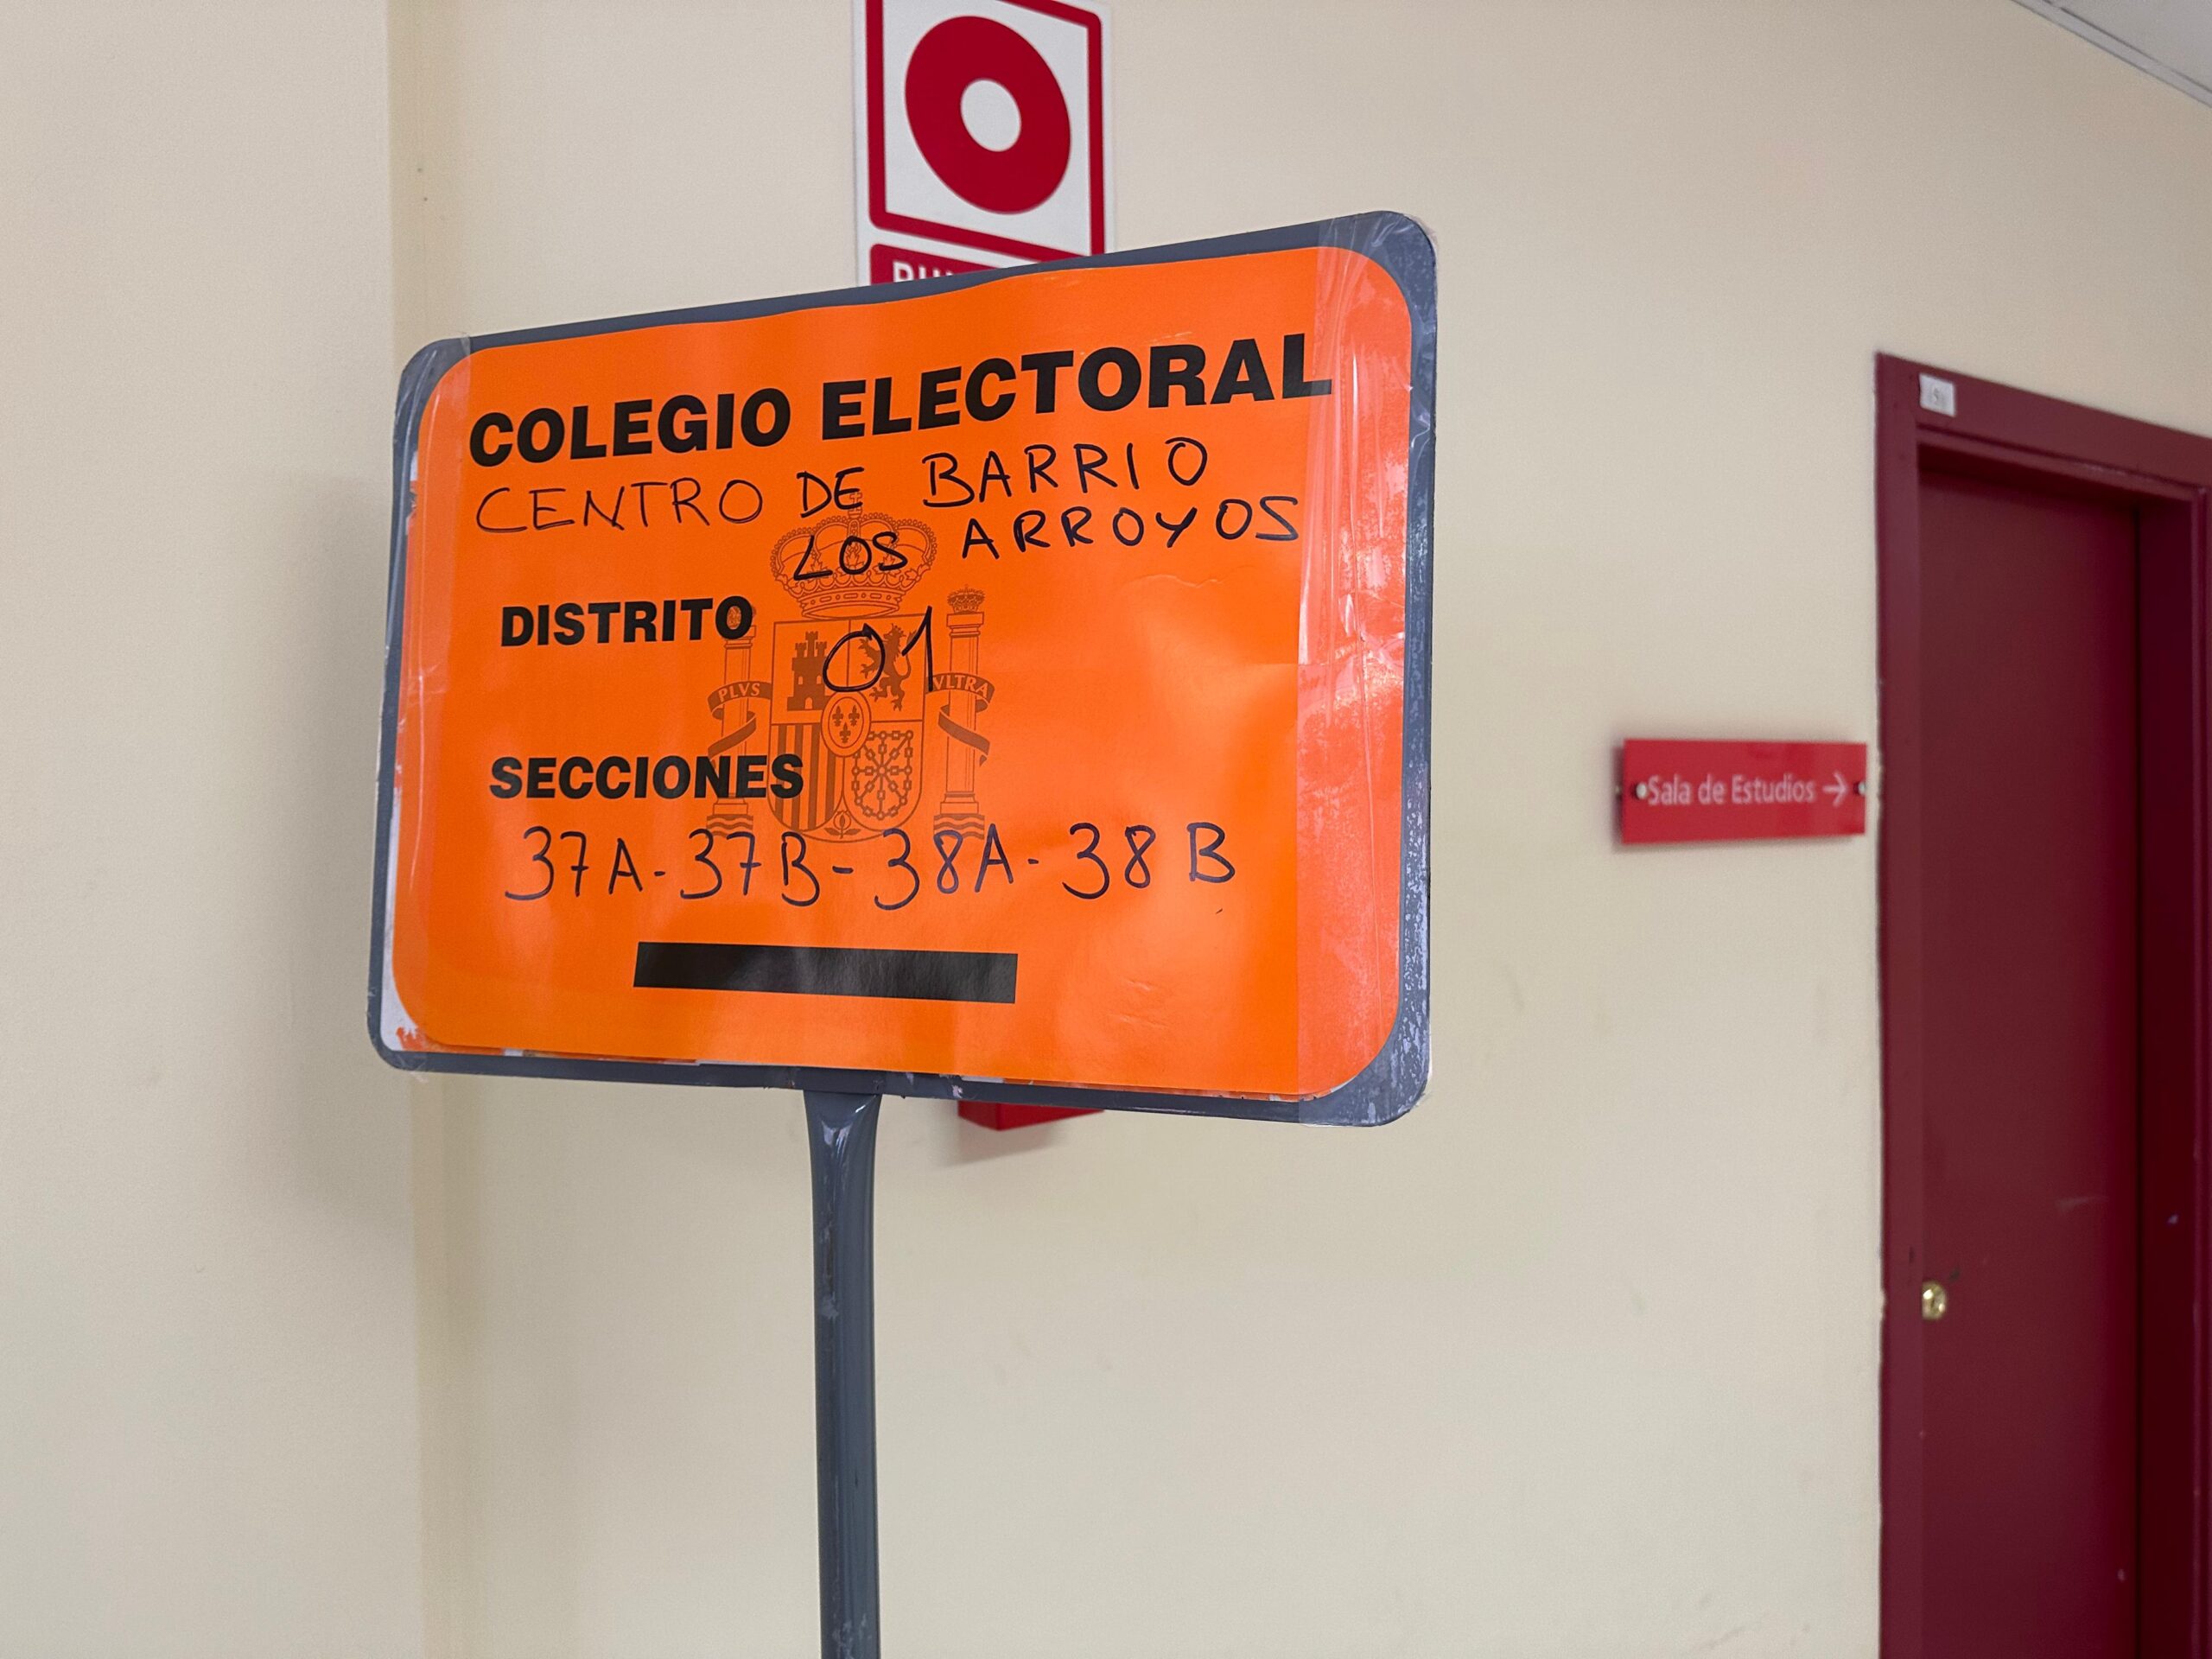 COLEGIO ELECTORAL
CENTRO DE BARRIO
LOS ARROYOS
DISTRITO 01
PLVS VLTRA
SECCIONES
37A-37B-38A-38B
Sala de Estudios →